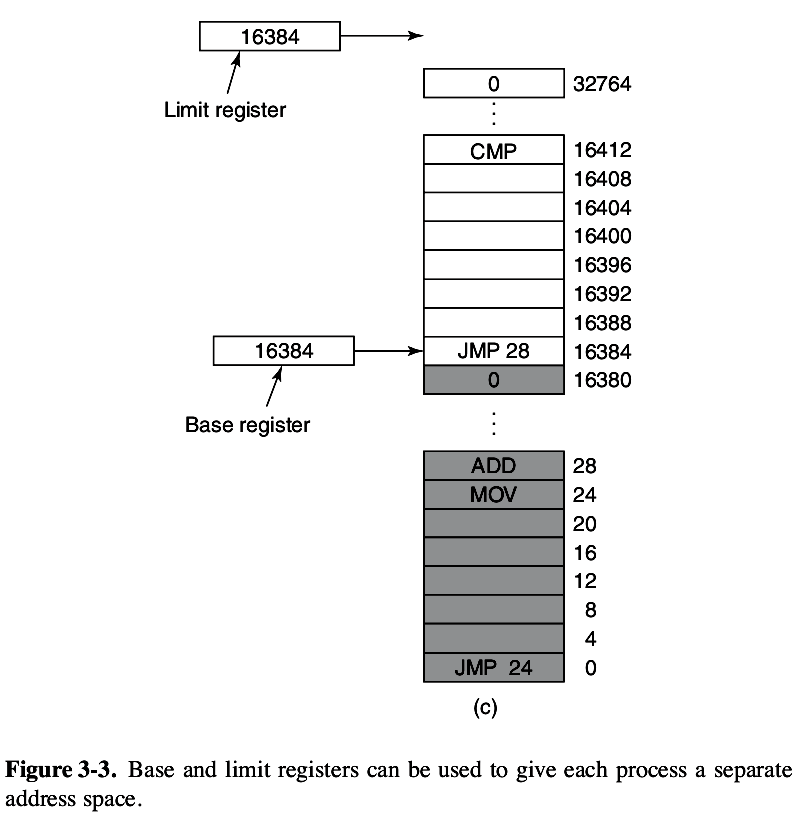 16384
Limit register
0 32764
CMP 16412
16408
16404
16400
16396
16392
16388
16384 JMP 28 16384
0 16380
Base register
ADD 28
MOV 24
20
16
12
8
4
JMP 24 0
(c)
Figure 3-3. Base and limit registers can be used to give each process a separate
address space.